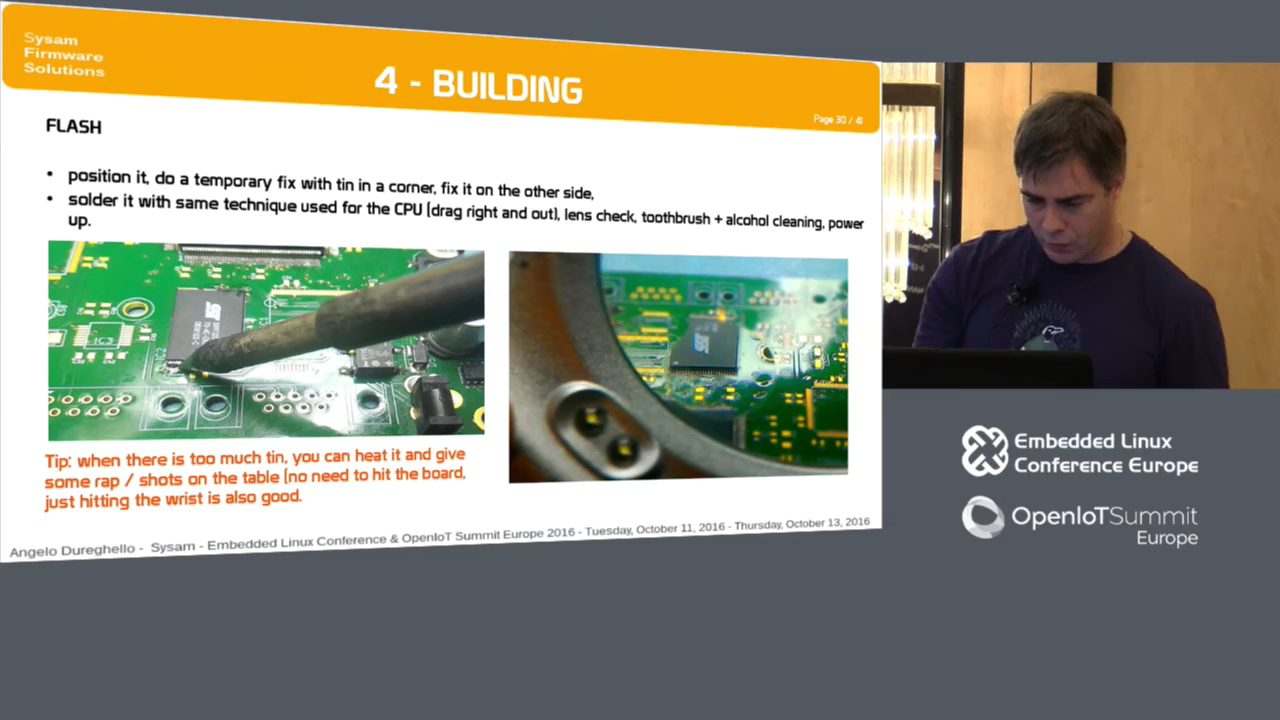 Sysam
Firmware
Solutions
4 - BUILDING
Page 30 / 41
FLASH
• position it, do a temporary fix with tin in a corner, fix it on the other side,
• solder it with same technique used for the CPU (drag right and out), lens check, toothbrush + alcohol cleaning, power
up.
IC3
IC2
Tip: when there is too much tin, you can heat it and give
some rap / shots on the table (no need to hit the board,
just hitting the wrist is also good.
Angelo Dureghello - Sysam - Embedded Linux Conference & OpenIoT Summit Europe 2016 - Tuesday, October 11, 2016 - Thursday, October 13, 2016
Embedded Linux
Conference Europe
OpenIoTSummit
Europe